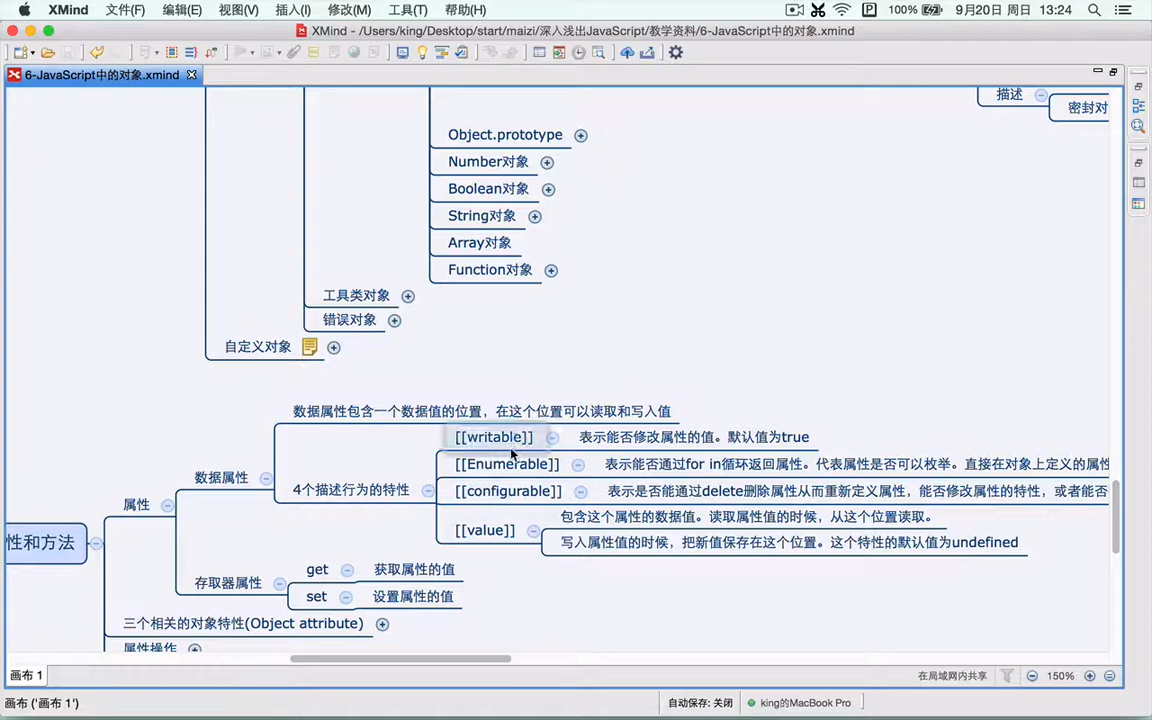 XMind 文件(F) 编辑(E) 视图(V) 插入(I) 修改(M) 工具(T) 帮助(H) 100% 9月20日 周日 13:24
XMind - /Users/king/Desktop/start/maizi/深入浅出JavaScript/教学资料/6-JavaScript中的对象.xmind
6-JavaScript中的对象.xmind
描述
密封对
Object.prototype
Number对象
Boolean对象
String对象
Array对象
Function对象
工具类对象
错误对象
自定义对象
数据属性包含一个数据值的位置，在这个位置可以读取和写入值
[[writable]] 表示能否修改属性的值。默认值为true
[[Enumerable]] 表示能否通过for in循环返回属性。代表属性是否可以枚举。直接在对象上定义的属性
数据属性
4个描述行为的特性
[[configurable]] 表示是否能通过delete删除属性从而重新定义属性，能否修改属性的特性，或者能否
属性
包含这个属性的数据值。读取属性值的时候，从这个位置读取。
[[value]]
写入属性值的时候，把新值保存在这个位置。这个特性的默认值为undefined
性和方法
get 获取属性的值
存取器属性
set 设置属性的值
三个相关的对象特性(Object attribute)
属性操作
画布 1
在局域网内共享 150%
画布 ('画布 1') 自动保存: 关闭 king的MacBook Pro